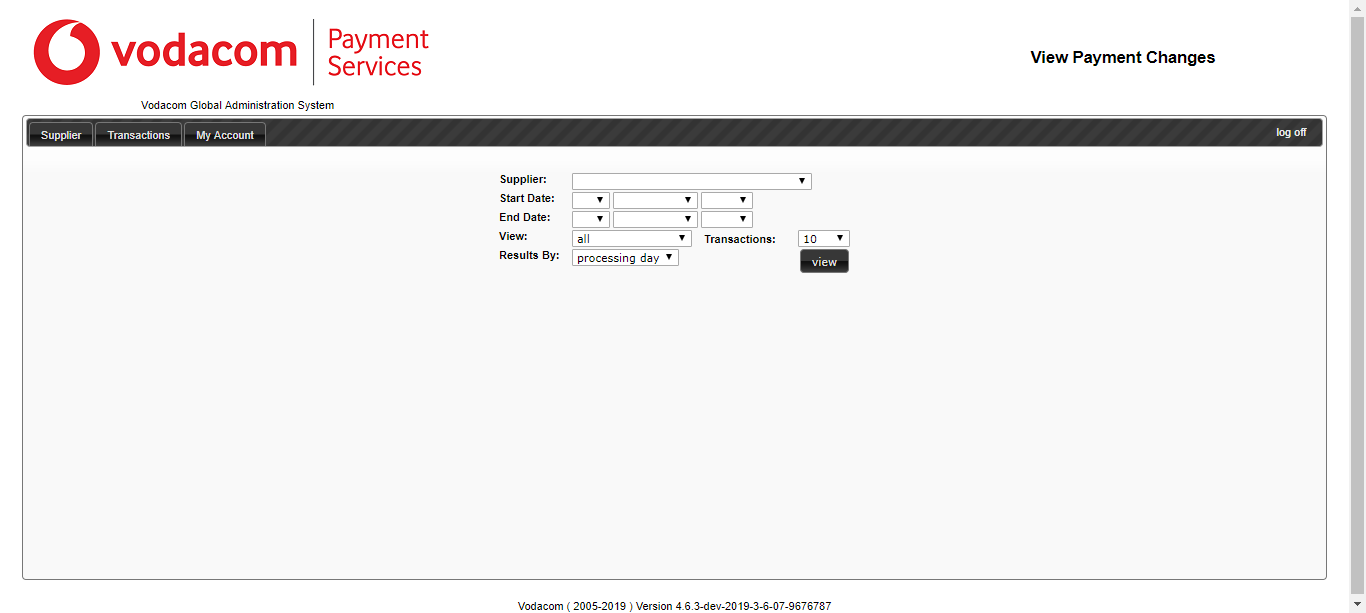 vodacom
Payment
Services
View Payment Changes
Vodacom Global Administration System
Supplier Transactions My Account log off
Supplier:
Start Date:
End Date:
View: all Transactions: 10
Results By: processing day view
Vodacom ( 2005-2019 ) Version 4.6.3-dev-2019-3-6-07-9676787